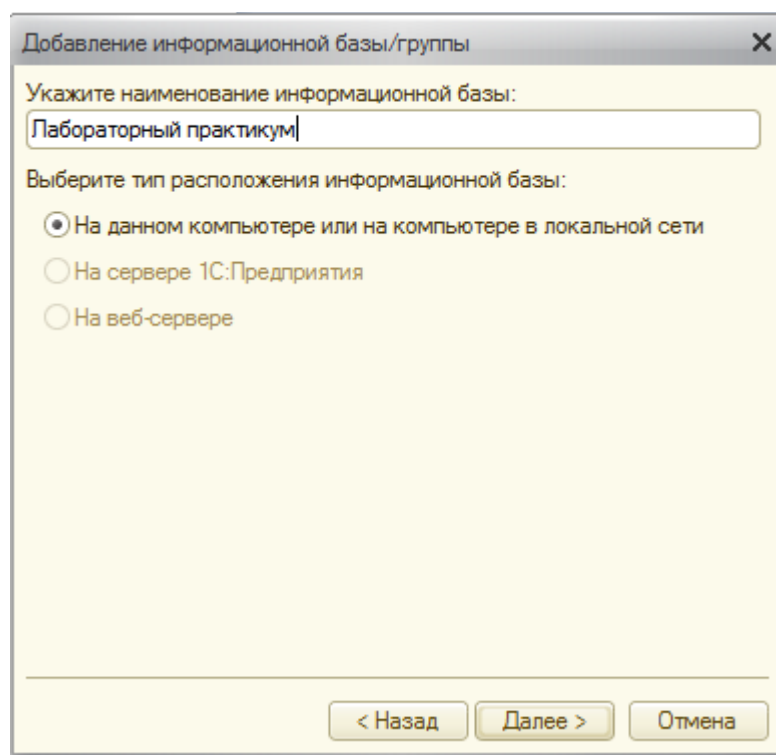 Добавление информационной базы/группы
Укажите наименование информационной базы:
Лабораторный практикум
Выберите тип расположения информационной базы:
На данном компьютере или на компьютере в локальной сети
На сервере 1С:Предприятия
На веб-сервере
< Назад Далее > Отмена